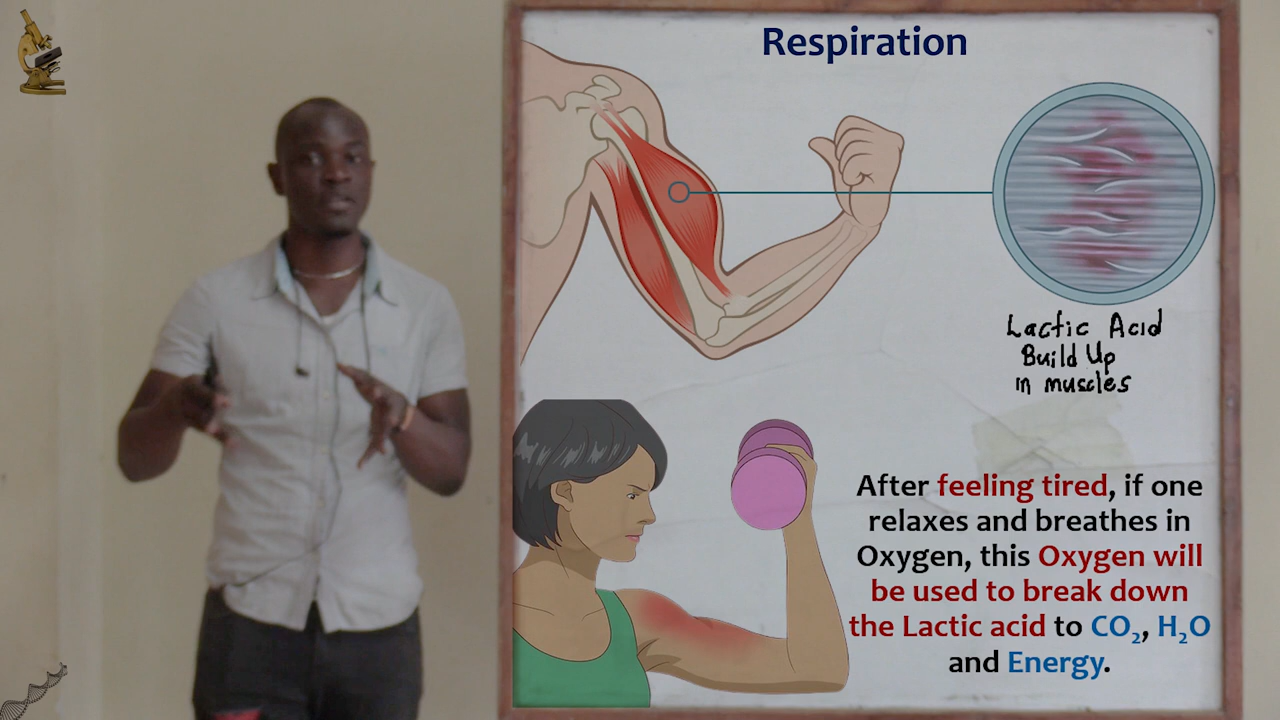 Respiration
Lactic Acid
Build Up
in muscles
After feeling tired, if one
relaxes and breathes in
Oxygen, this Oxygen will
be used to break down
the Lactic acid to CO₂, H₂O
and Energy.